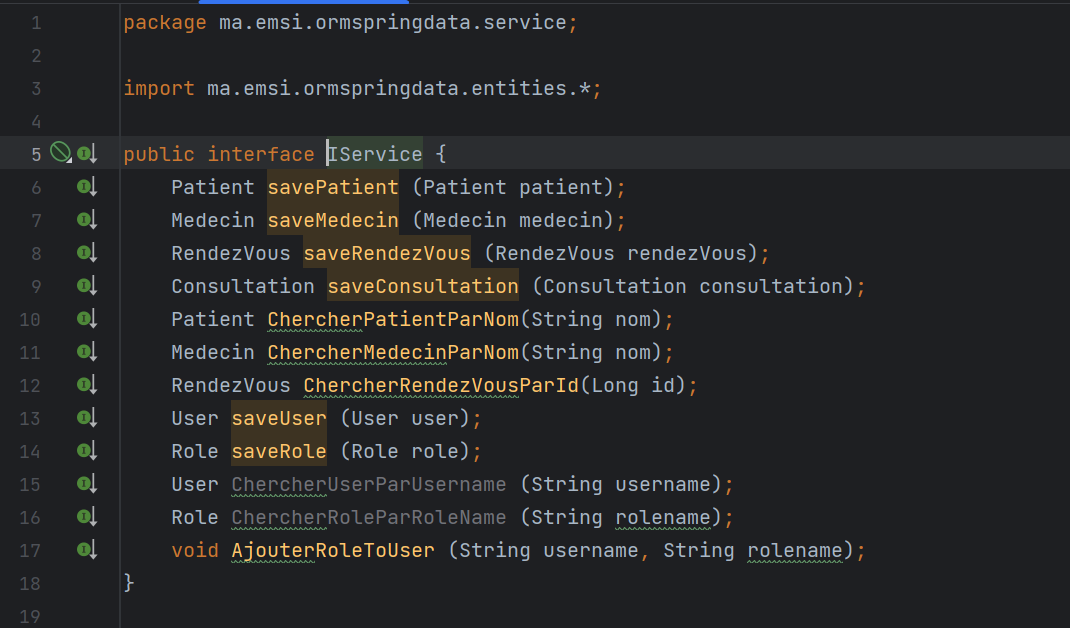 1 package ma.emsi.ormspringdata.service;
2
3 import ma.emsi.ormspringdata.entities.*;
4
5 public interface IService {
6 Patient savePatient (Patient patient);
7 Medecin saveMedecin (Medecin medecin);
8 RendezVous saveRendezVous (RendezVous rendezVous);
9 Consultation saveConsultation (Consultation consultation);
10 Patient ChercherPatientParNom(String nom);
11 Medecin ChercherMedecinParNom(String nom);
12 RendezVous ChercherRendezVousParId(Long id);
13 User saveUser (User user);
14 Role saveRole (Role role);
15 User ChercherUserParUsername (String username);
16 Role ChercherRoleParRoleName (String rolename);
17 void AjouterRoleToUser (String username, String rolename);
18 }
19